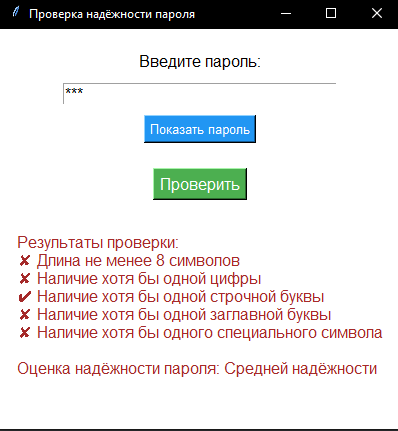 Проверка надёжности пароля
Введите пароль:
***
Показать пароль
Проверить
Результаты проверки:
✘ Длина не менее 8 символов
✘ Наличие хотя бы одной цифры
✔ Наличие хотя бы одной строчной буквы
✘ Наличие хотя бы одной заглавной буквы
✘ Наличие хотя бы одного специального символа
Оценка надёжности пароля: Средней надёжности